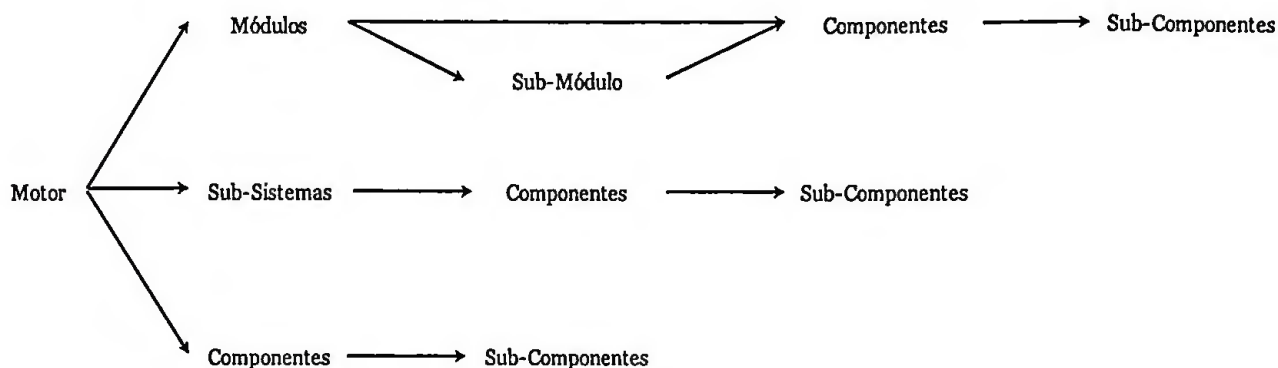 Módulos Componentes Sub-Componentes
Sub-Módulo
Motor Sub-Sistemas Componentes Sub-Componentes
Componentes Sub-Componentes